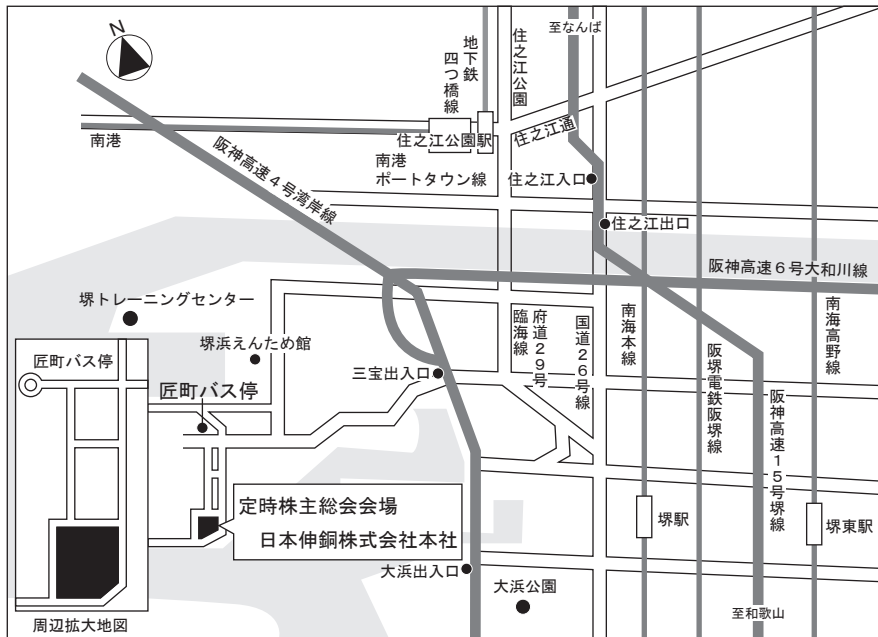 N
至なんば
住之江公園
地下鉄
四つ橋線
住之江公園駅
住之江通
南港
南港
ポートタウン線
阪神高速4号湾岸線
住之江入口
住之江出口
阪神高速6号大和川線
堺トレーニングセンター
堺浜えんため館
匠町バス停
匠町バス停
三宝出入口
府道29号
臨海線
国道26号線
南海本線
阪堺電鉄阪堺線
阪神高速15号堺線
南海高野線
定時株主総会会場
日本伸銅株式会社本社
堺駅
堺東駅
大浜出入口
大浜公園
至和歌山
周辺拡大地図